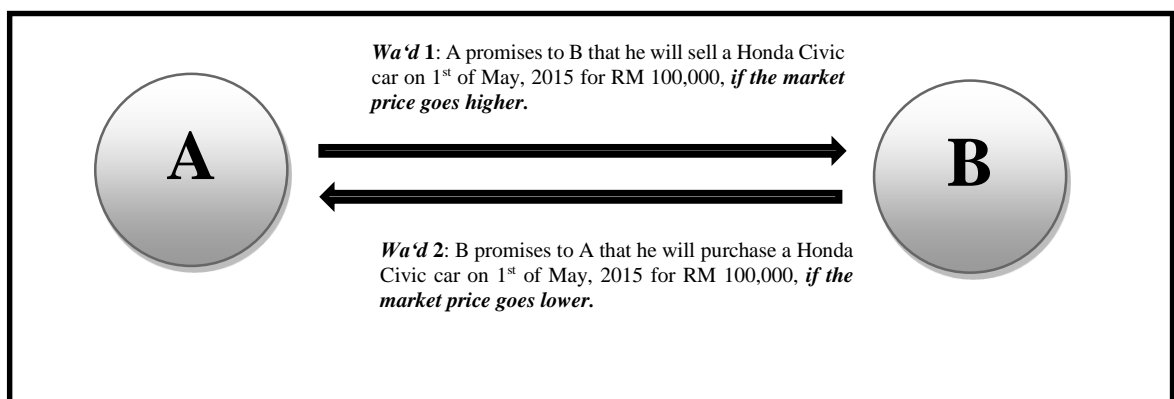 Wa‘d 1: A promises to B that he will sell a Honda Civic
car on 1st of May, 2015 for RM 100,000, if the market
price goes higher.
A
B
Wa‘d 2: B promises to A that he will purchase a Honda
Civic car on 1st of May, 2015 for RM 100,000, if the
market price goes lower.